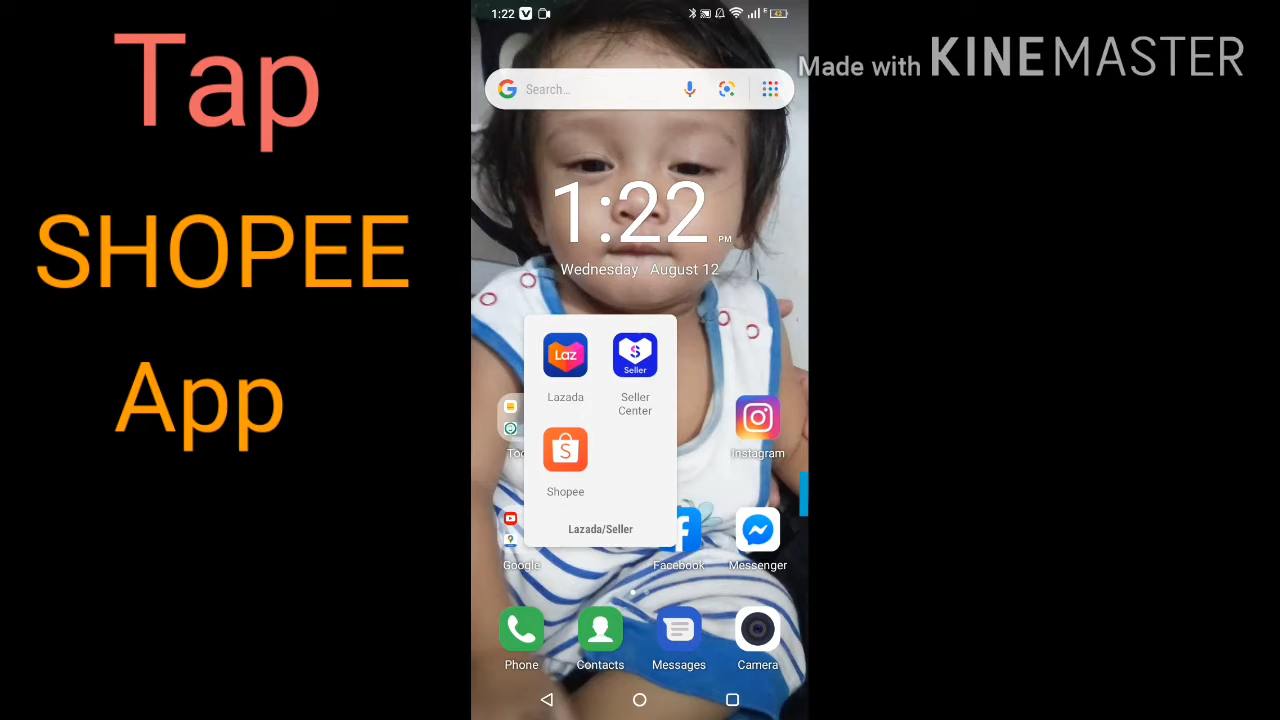 Tap
SHOPEE
App
Made with KINEMASTER
1:22
42
Search...
1:22 PM
Wednesday August 12
Laz
Seller
Lazada
Seller
Center
Instagram
Shopee
Lazada/Seller
Google
Facebook
Messenger
Phone
Contacts
Messages
Camera